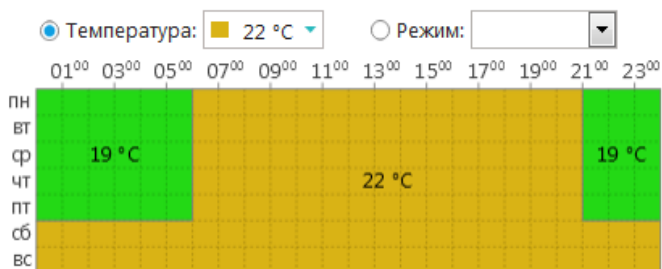 Температура: 22 °C Режим:
01⁰⁰ 03⁰⁰ 05⁰⁰ 07⁰⁰ 09⁰⁰ 11⁰⁰ 13⁰⁰ 15⁰⁰ 17⁰⁰ 19⁰⁰ 21⁰⁰ 23⁰⁰
пн
вт
ср 19 °C 19 °C
чт 22 °C
пт
сб
вс